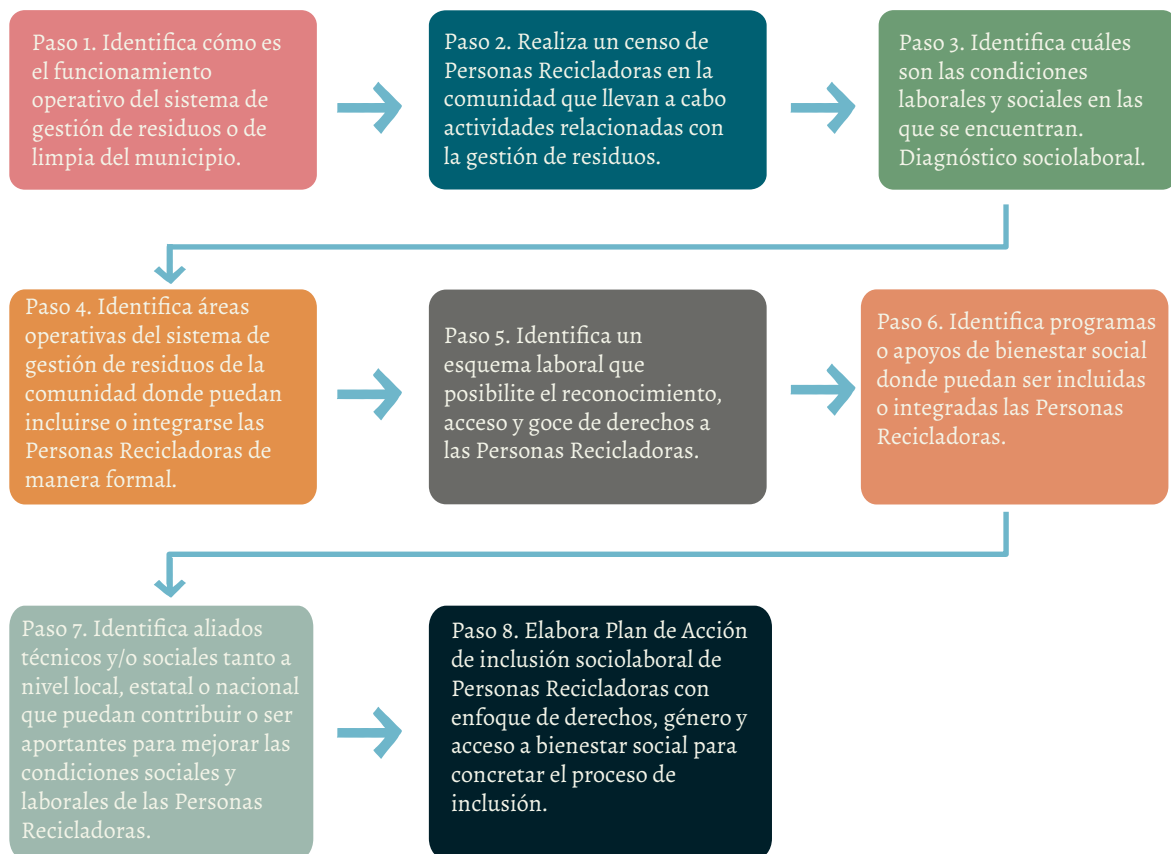 Paso 1. Identifica cómo es
el funcionamiento
operativo del sistema de
gestión de residuos o de
limpia del municipio.
Paso 2. Realiza un censo de
Personas Recicladoras en la
comunidad que llevan a cabo
actividades relacionadas con
la gestión de residuos.
Paso 3. Identifica cuáles
son las condiciones
laborales y sociales en las
que se encuentran.
Diagnóstico sociolaboral.
Paso 4. Identifica áreas
operativas del sistema de
gestión de residuos de la
comunidad donde puedan
incluirse o integrarse las
Personas Recicladoras de
manera formal.
Paso 5. Identifica un
esquema laboral que
posibilite el reconocimiento,
acceso y goce de derechos a
las Personas Recicladoras.
Paso 6. Identifica programas
o apoyos de bienestar social
donde puedan ser incluidas
o integradas las Personas
Recicladoras.
Paso 7. Identifica aliados
técnicos y/o sociales tanto a
nivel local, estatal o nacional
que puedan contribuir o ser
aportantes para mejorar las
condiciones sociales y
laborales de las Personas
Recicladoras.
Paso 8. Elabora Plan de Acción
de inclusión sociolaboral de
Personas Recicladoras con
enfoque de derechos, género y
acceso a bienestar social para
concretar el proceso de
inclusión.